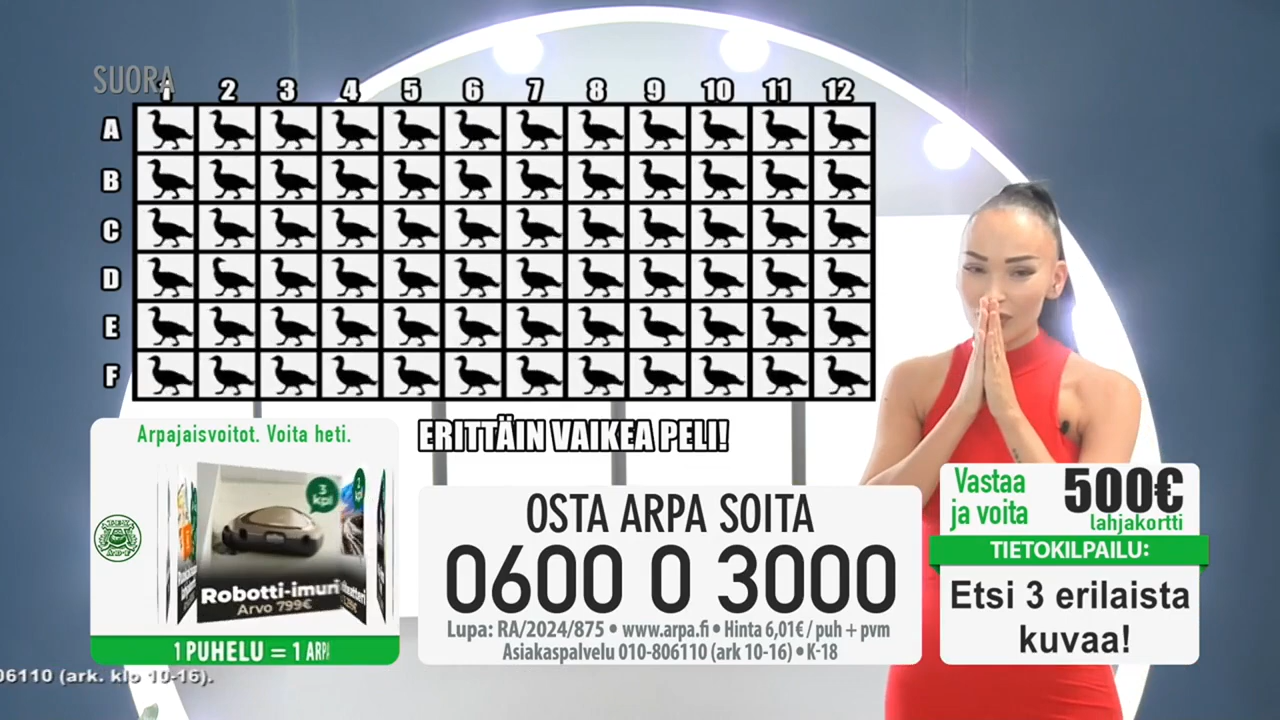 SUORA
1 2 3 4 5 6 7 8 9 10 11 12
A
B
C
D
E
F
ERITTÄIN VAIKEA PELI!
Arpajaisvoitot. Voita heti.
3 kpl
Robotti-imuri
Arvo 799€
1 PUHELU = 1 ARPA
OSTA ARPA SOITA
0600 0 3000
Lupa: RA/2024/875 • www.arpa.fi • Hinta 6,01€ / puh + pvm
Asiakaspalvelu 010-806110 (ark 10-16) • K-18
Vastaa
ja voita
500€
lahjakortti
TIETOKILPAILU:
Etsi 3 erilaista
kuvaa!
06110 (ark. klo 10-16).